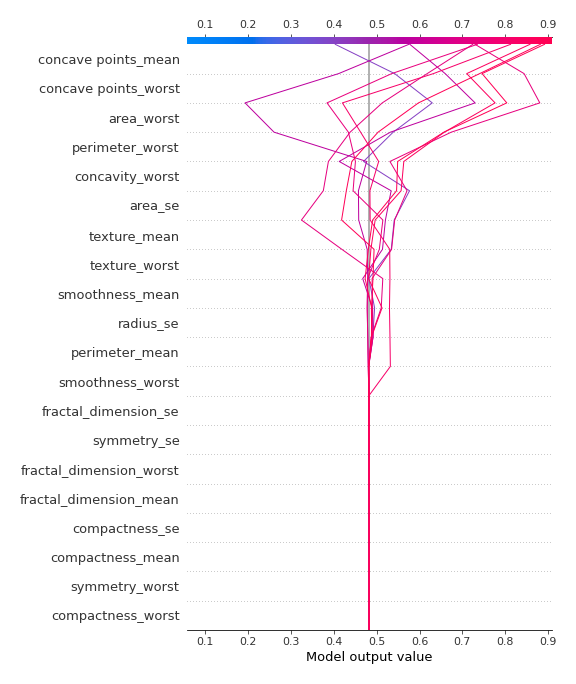 0.1 0.2 0.3 0.4 0.5 0.6 0.7 0.8 0.9
concave points_mean
concave points_worst
area_worst
perimeter_worst
concavity_worst
area_se
texture_mean
texture_worst
smoothness_mean
radius_se
perimeter_mean
smoothness_worst
fractal_dimension_se
symmetry_se
fractal_dimension_worst
fractal_dimension_mean
compactness_se
compactness_mean
symmetry_worst
compactness_worst
0.1 0.2 0.3 0.4 0.5 0.6 0.7 0.8 0.9
Model output value